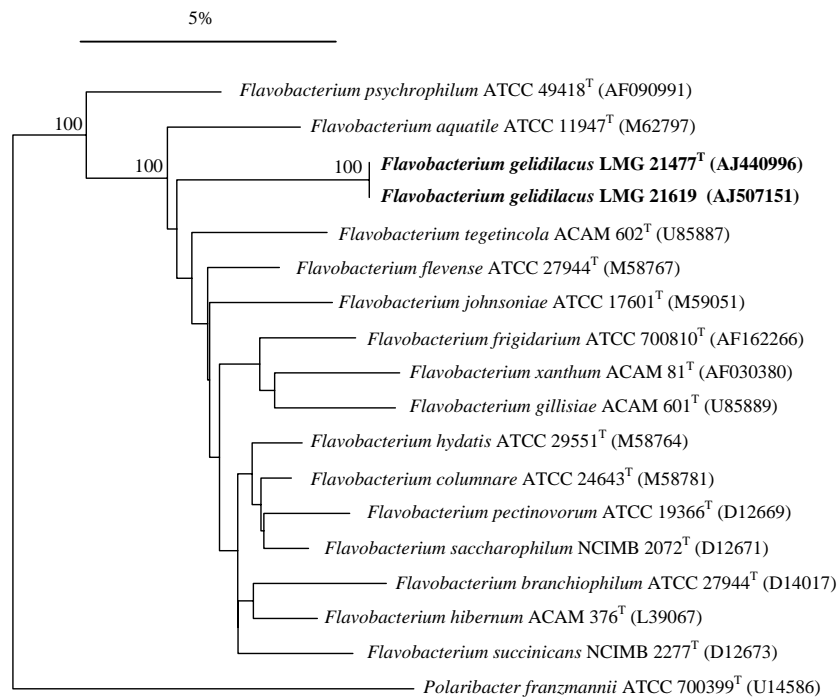 5%
Flavobacterium psychrophilum ATCC 49418ᵀ (AF090991)
100
Flavobacterium aquatile ATCC 11947ᵀ (M62797)
100
100 Flavobacterium gelidilacus LMG 21477ᵀ (AJ440996)
Flavobacterium gelidilacus LMG 21619 (AJ507151)
Flavobacterium tegetincola ACAM 602ᵀ (U85887)
Flavobacterium flevense ATCC 27944ᵀ (M58767)
Flavobacterium johnsoniae ATCC 17601ᵀ (M59051)
Flavobacterium frigidarium ATCC 700810ᵀ (AF162266)
Flavobacterium xanthum ACAM 81ᵀ (AF030380)
Flavobacterium gillisiae ACAM 601ᵀ (U85889)
Flavobacterium hydatis ATCC 29551ᵀ (M58764)
Flavobacterium columnare ATCC 24643ᵀ (M58781)
Flavobacterium pectinovorum ATCC 19366ᵀ (D12669)
Flavobacterium saccharophilum NCIMB 2072ᵀ (D12671)
Flavobacterium branchiophilum ATCC 27944ᵀ (D14017)
Flavobacterium hibernum ACAM 376ᵀ (L39067)
Flavobacterium succinicans NCIMB 2277ᵀ (D12673)
Polaribacter franzmannii ATCC 700399ᵀ (U14586)